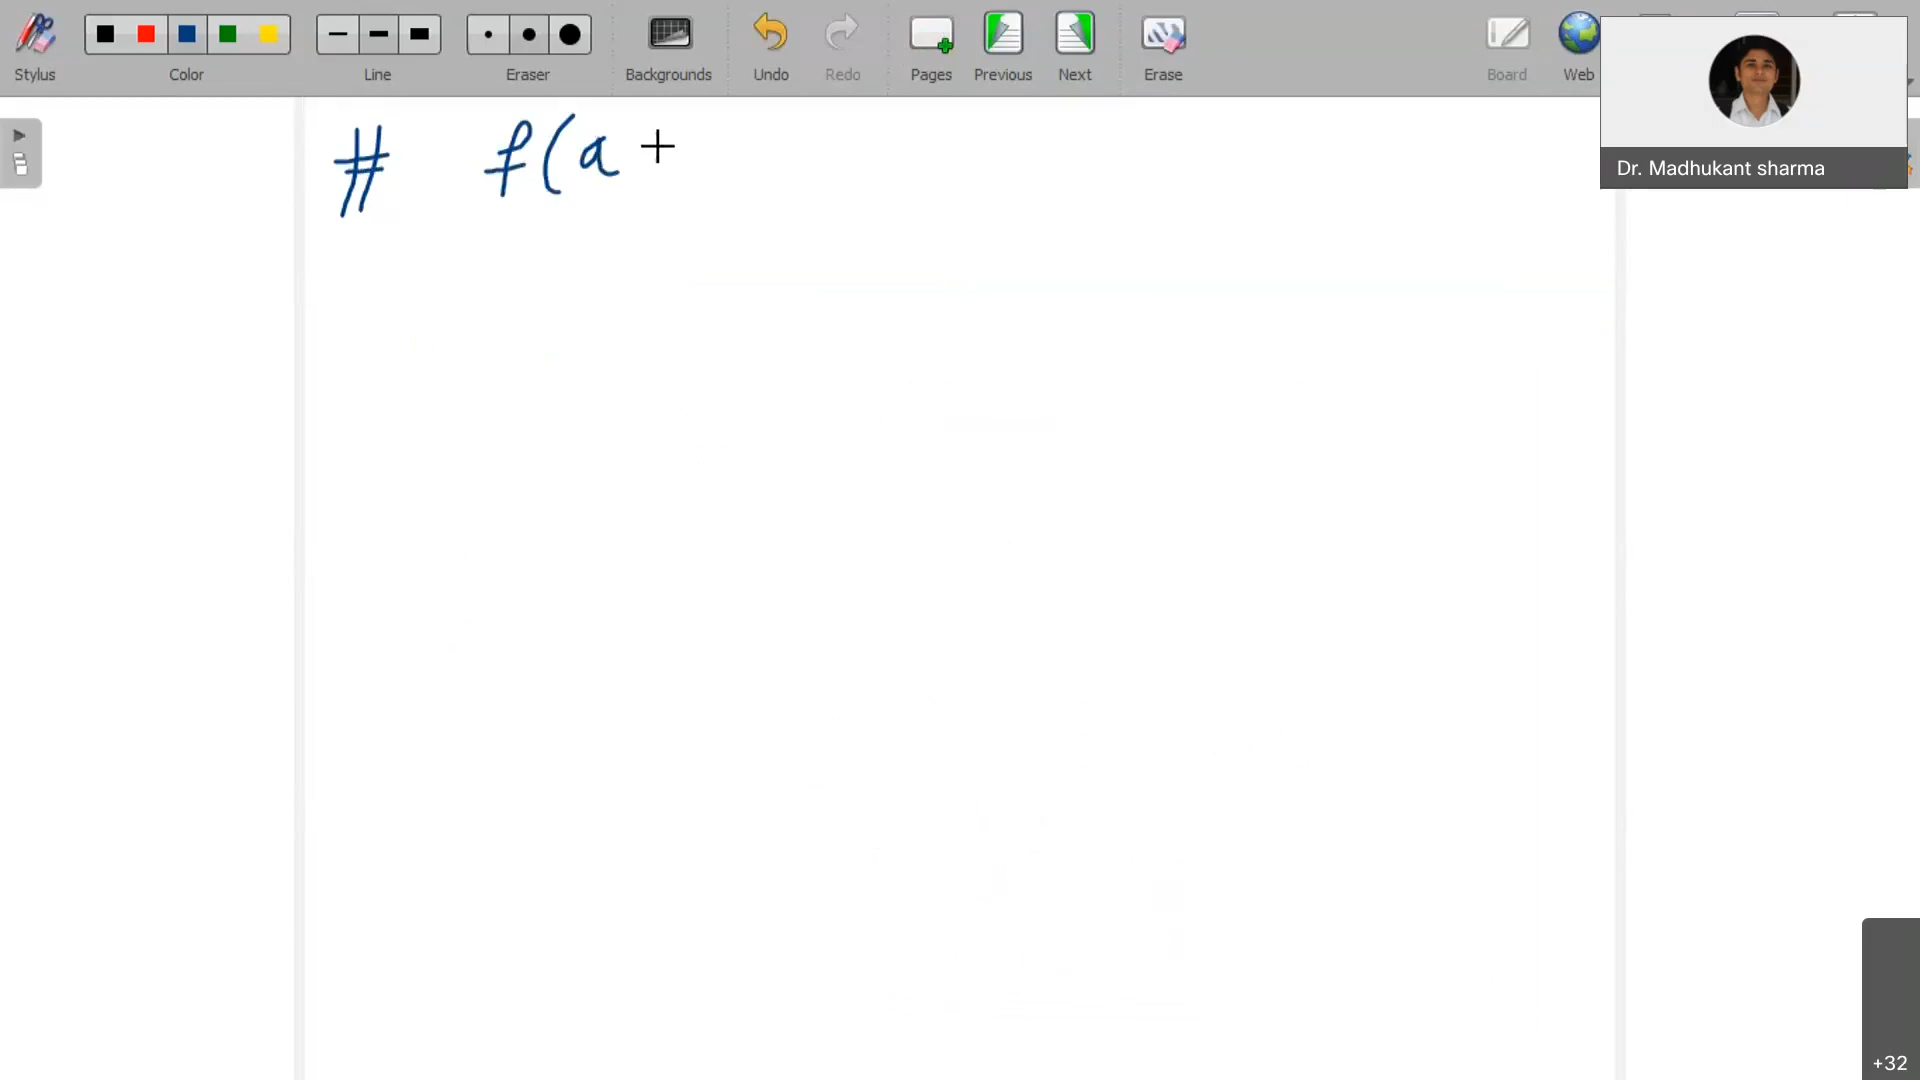 Stylus Color Line Eraser Backgrounds Undo Redo Pages Previous Next Erase Board Web
Dr. Madhukant sharma
# f(a
+32